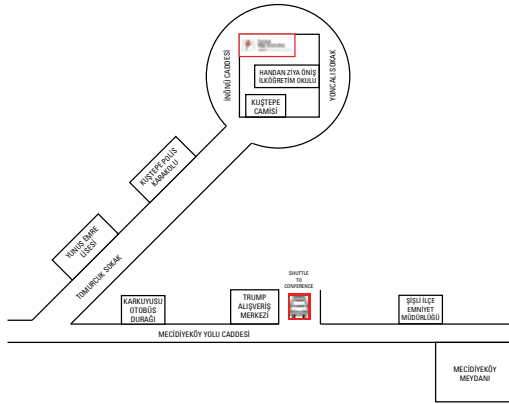 İNÖNÜ CADDESİ
YONCALI SOKAK
HANDAN ZİYA ÖNİŞ
İLKÖĞRETİM OKULU
KUŞTEPE
CAMİSİ
KUŞTEPE POLİS
KARAKOLU
YUNUS EMRE
LİSESİ
TOMURCUK SOKAK
SHUTTLE
TO
CONFERENCE
KARKUYUSU
OTOBÜS
DURAĞI
TRUMP
ALIŞVERİŞ
MERKEZİ
ŞİŞLİ İLÇE
EMNİYET
MÜDÜRLÜĞÜ
MECİDİYEKÖY YOLU CADDESİ
MECİDİYEKÖY
MEYDANI